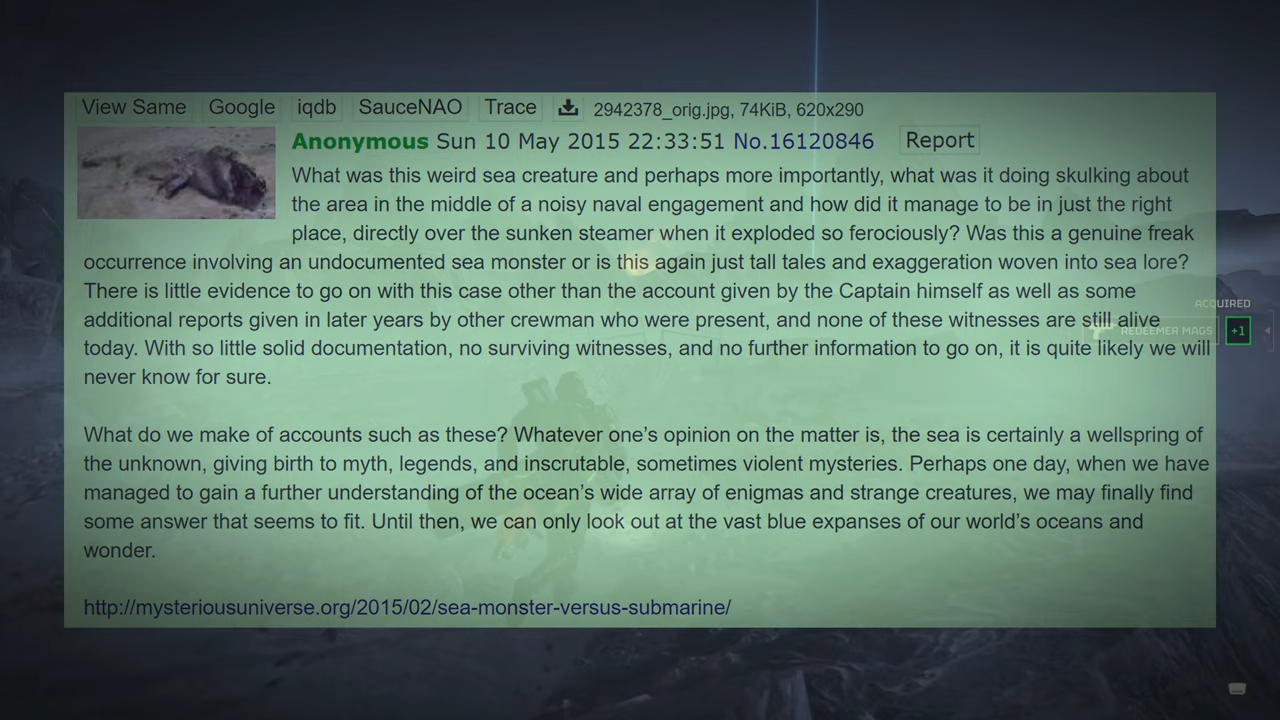 View Same Google iqdb SauceNAO Trace 2942378_orig.jpg, 74KiB, 620x290
Anonymous Sun 10 May 2015 22:33:51 No.16120846 Report
What was this weird sea creature and perhaps more importantly, what was it doing skulking about
the area in the middle of a noisy naval engagement and how did it manage to be in just the right
place, directly over the sunken steamer when it exploded so ferociously? Was this a genuine freak
occurrence involving an undocumented sea monster or is this again just tall tales and exaggeration woven into sea lore?
There is little evidence to go on with this case other than the account given by the Captain himself as well as some
ACQUIRED
additional reports given in later years by other crewman who were present, and none of these witnesses are still alive
REDEEMER MAGS +1
today. With so little solid documentation, no surviving witnesses, and no further information to go on, it is quite likely we will
never know for sure.
What do we make of accounts such as these? Whatever one's opinion on the matter is, the sea is certainly a wellspring of
the unknown, giving birth to myth, legends, and inscrutable, sometimes violent mysteries. Perhaps one day, when we have
managed to gain a further understanding of the ocean's wide array of enigmas and strange creatures, we may finally find
some answer that seems to fit. Until then, we can only look out at the vast blue expanses of our world's oceans and
wonder.
http://mysteriousuniverse.org/2015/02/sea-monster-versus-submarine/